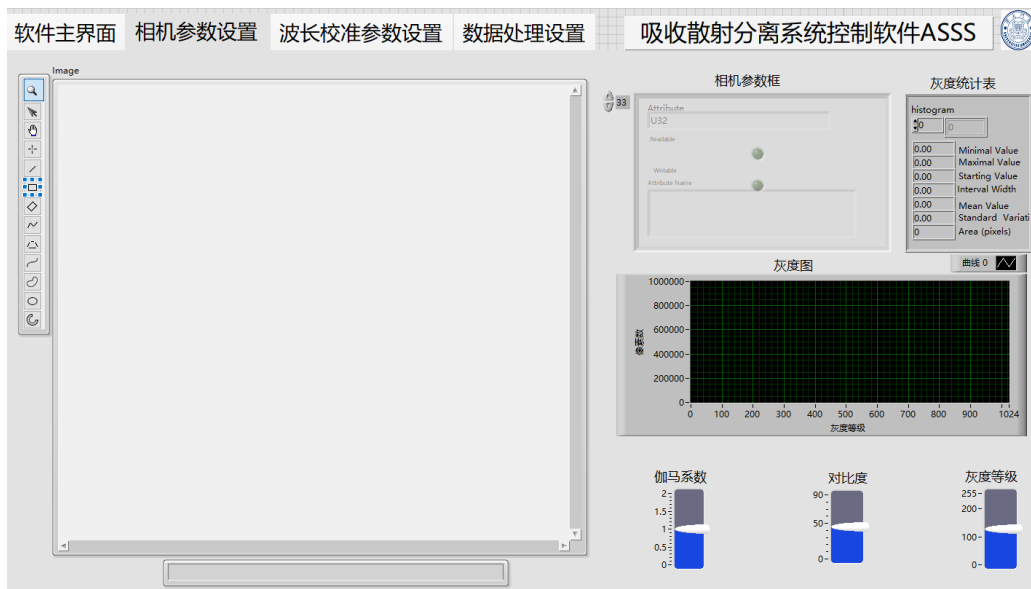 软件主界面 相机参数设置 波长校准参数设置 数据处理设置 吸收散射分离系统控制软件ASSS
Image
相机参数框
33
Attribute
U32
Readable
Writable
Attribute Name
灰度统计表
histogram
0 0
0.00 Minimal Value
0.00 Maximal Value
0.00 Starting Value
0.00 Interval Width
0.00 Mean Value
0.00 Standard Variati
0 Area (pixels)
灰度图
曲线 0
像素数
1000000
800000
600000
400000
200000
0
0 100 200 300 400 500 600 700 800 900 1024
灰度等级
伽马系数
2
1.5
1
0.5
0
对比度
90
50
0
灰度等级
255
200
100
0